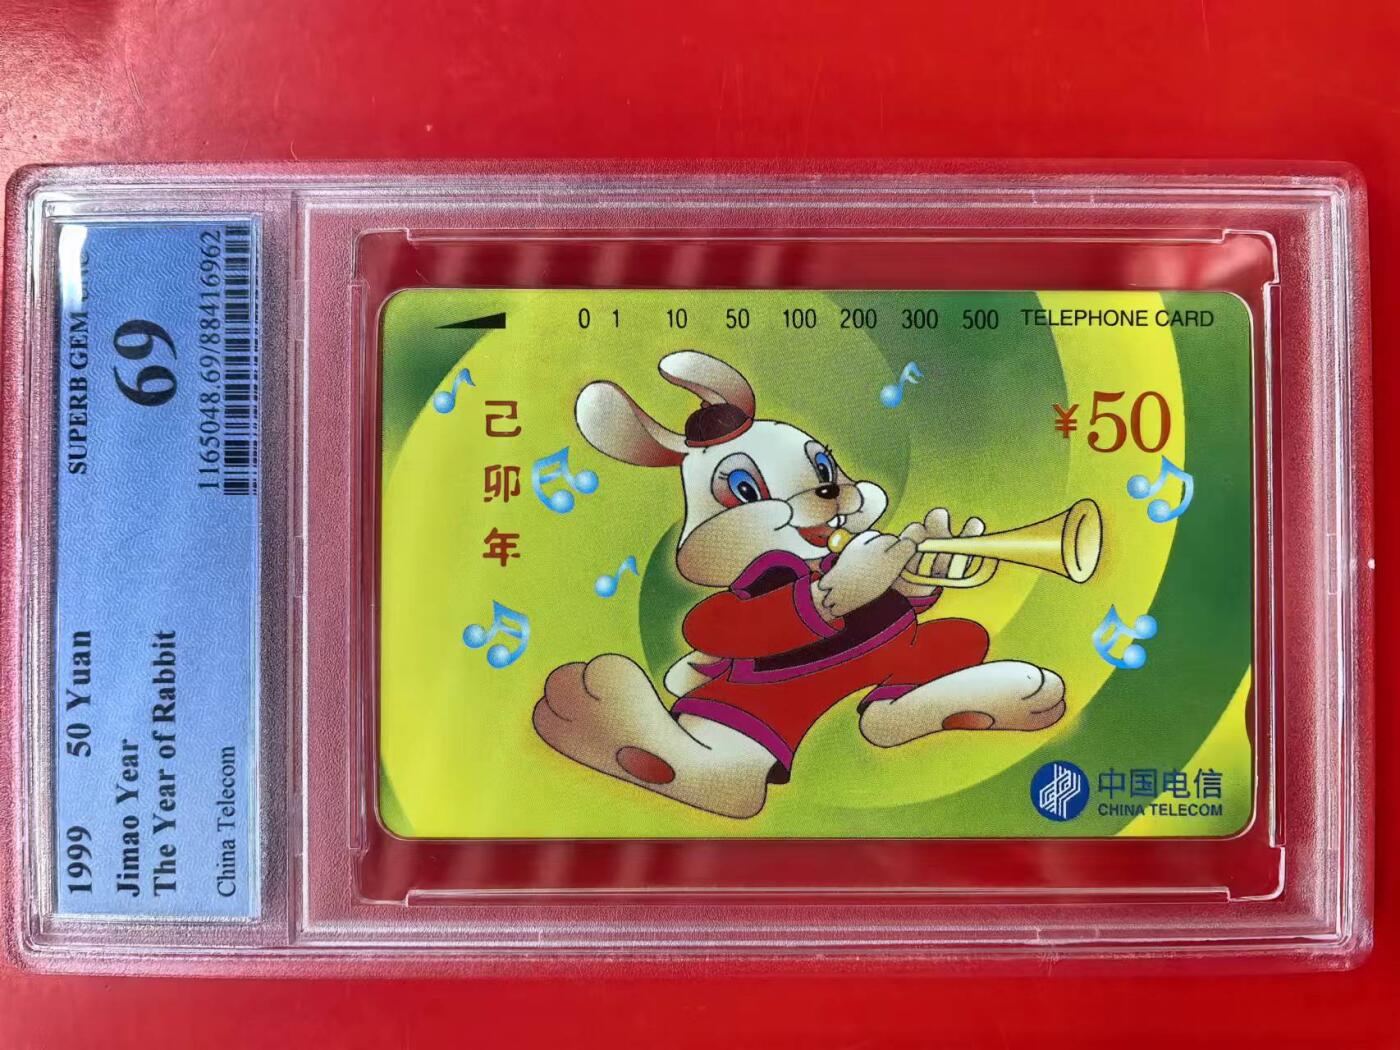 1999 50 Yuan
Jimao Year
The Year of Rabbit
China Telecom
SUPERB GEM
69
1165048.69/88416962
0 1 10 50 100 200 300 500 TELEPHONE CARD
¥50
己卯年
中国电信
CHINA TELECOM